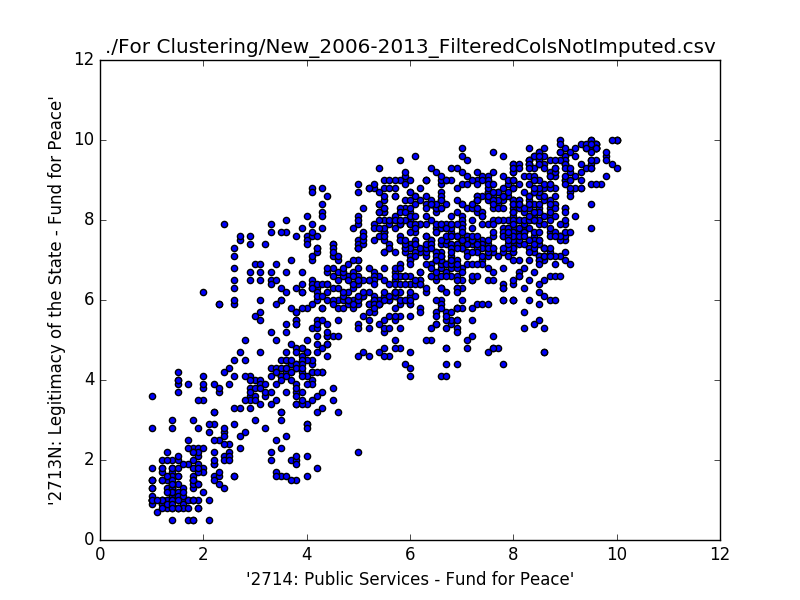 ./For Clustering/New_2006-2013_FilteredColsNotImputed.csv
12
10
8
6
4
2
0
'2713N: Legitimacy of the State - Fund for Peace'
0 2 4 6 8 10 12
'2714: Public Services - Fund for Peace'